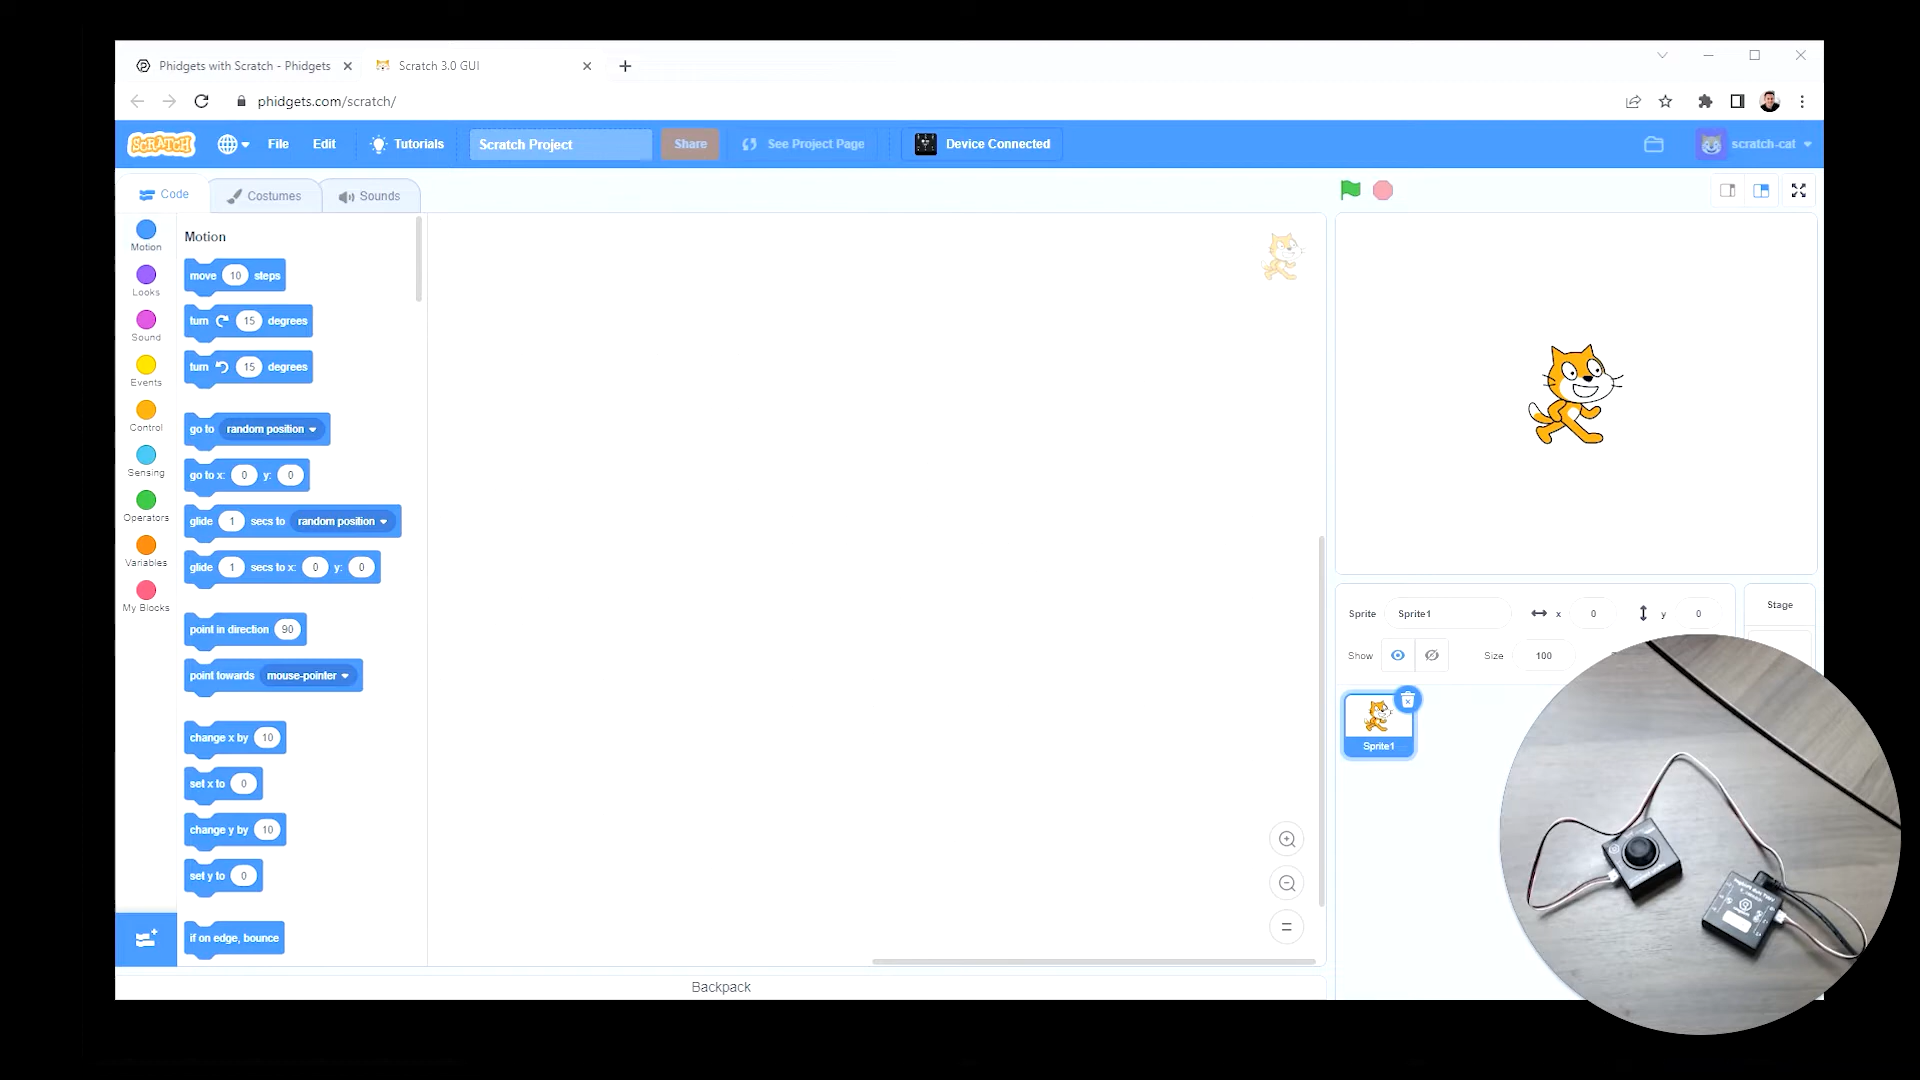 Phidgets with Scratch - Phidgets
Scratch 3.0 GUI
phidgets.com/scratch/
SCRATCH
File
Edit
Tutorials
Scratch Project
Share
See Project Page
Device Connected
scratch-cat
Code
Costumes
Sounds
Motion
Looks
Sound
Events
Control
Sensing
Operators
Variables
My Blocks
Motion
move 10 steps
turn 15 degrees
turn 15 degrees
go to random position
go to x: 0 y: 0
glide 1 secs to random position
glide 1 secs to x: 0 y: 0
point in direction 90
point towards mouse-pointer
change x by 10
set x to 0
change y by 10
set y to 0
if on edge, bounce
Backpack
Sprite Sprite1 x 0 y 0
Show Size 100
Sprite1
Stage